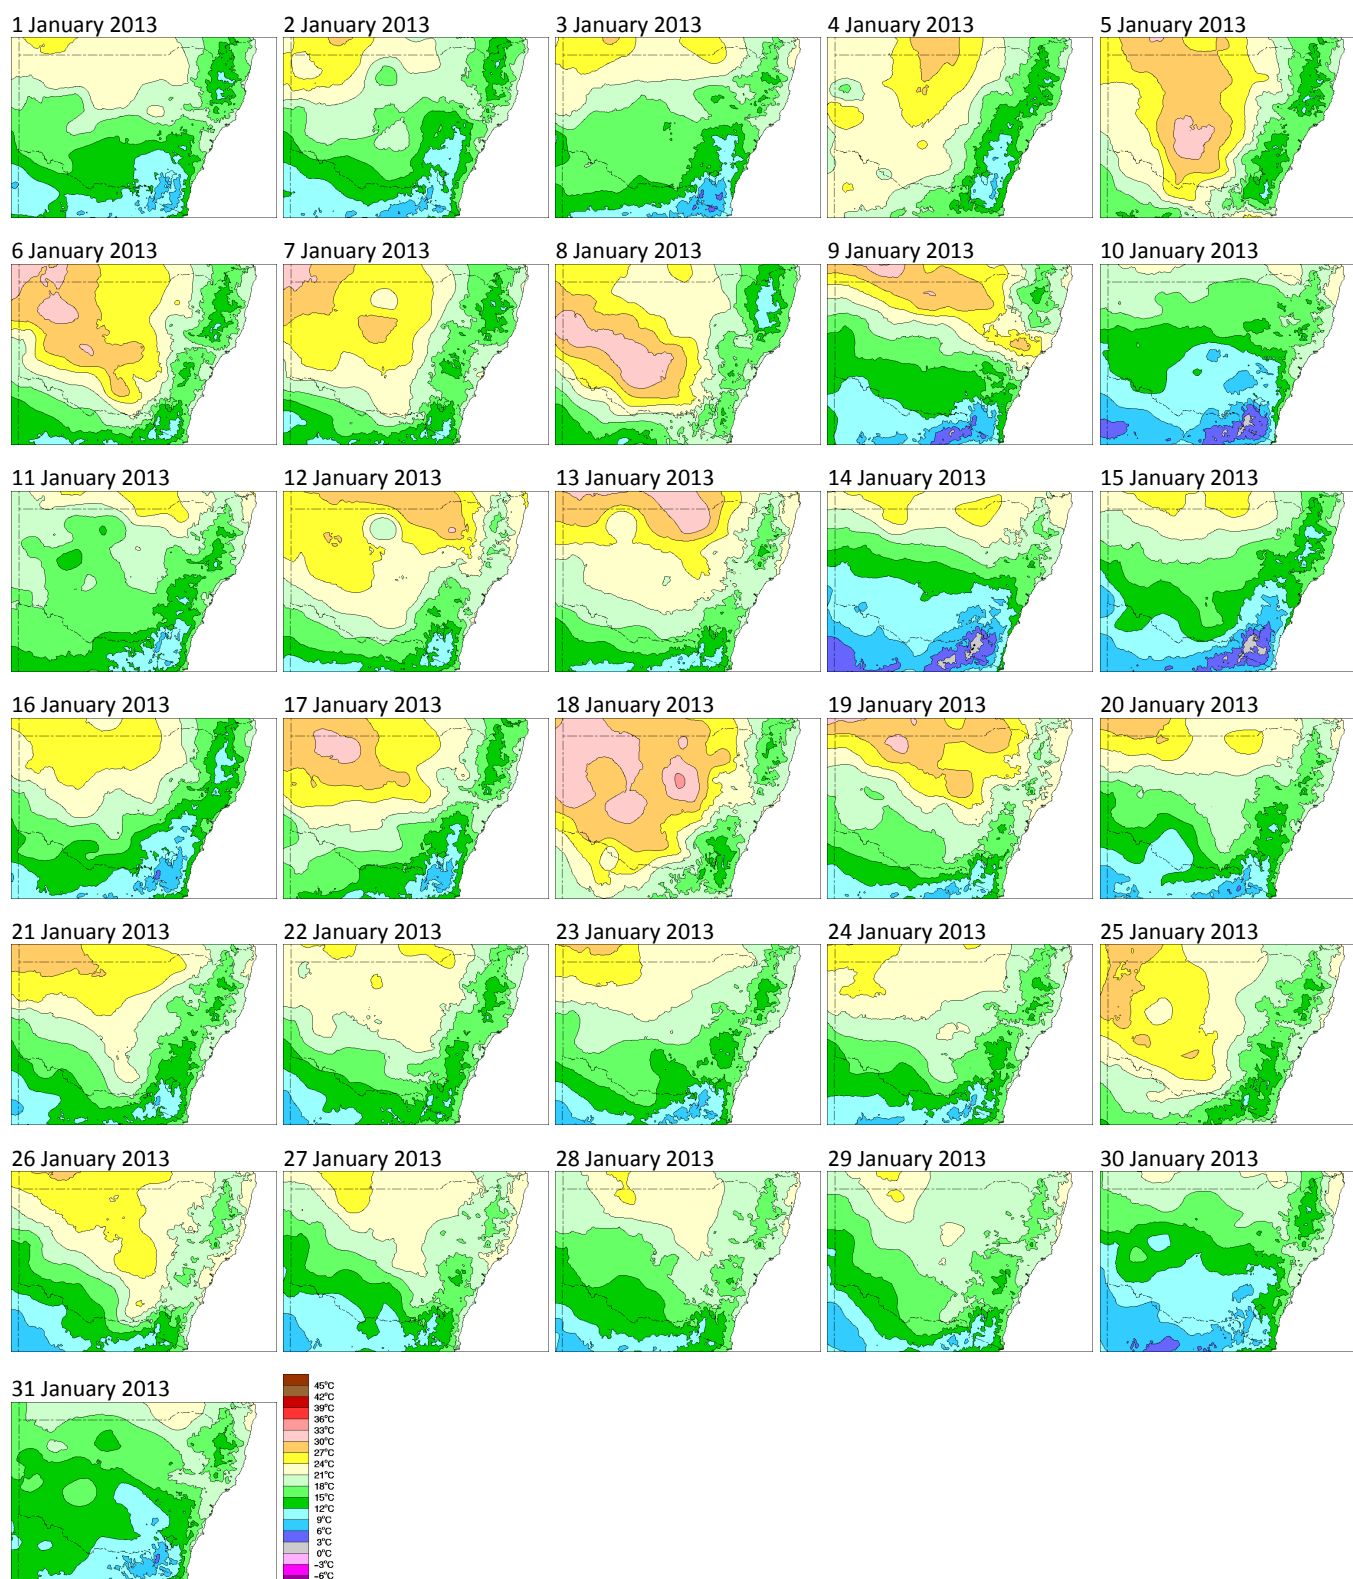 1 January 2013
2 January 2013
3 January 2013
4 January 2013
5 January 2013
6 January 2013
7 January 2013
8 January 2013
9 January 2013
10 January 2013
11 January 2013
12 January 2013
13 January 2013
14 January 2013
15 January 2013
16 January 2013
17 January 2013
18 January 2013
19 January 2013
20 January 2013
21 January 2013
22 January 2013
23 January 2013
24 January 2013
25 January 2013
26 January 2013
27 January 2013
28 January 2013
29 January 2013
30 January 2013
31 January 2013
45°C
42°C
39°C
36°C
33°C
30°C
27°C
24°C
21°C
18°C
15°C
12°C
9°C
6°C
3°C
0°C
-3°C
-6°C